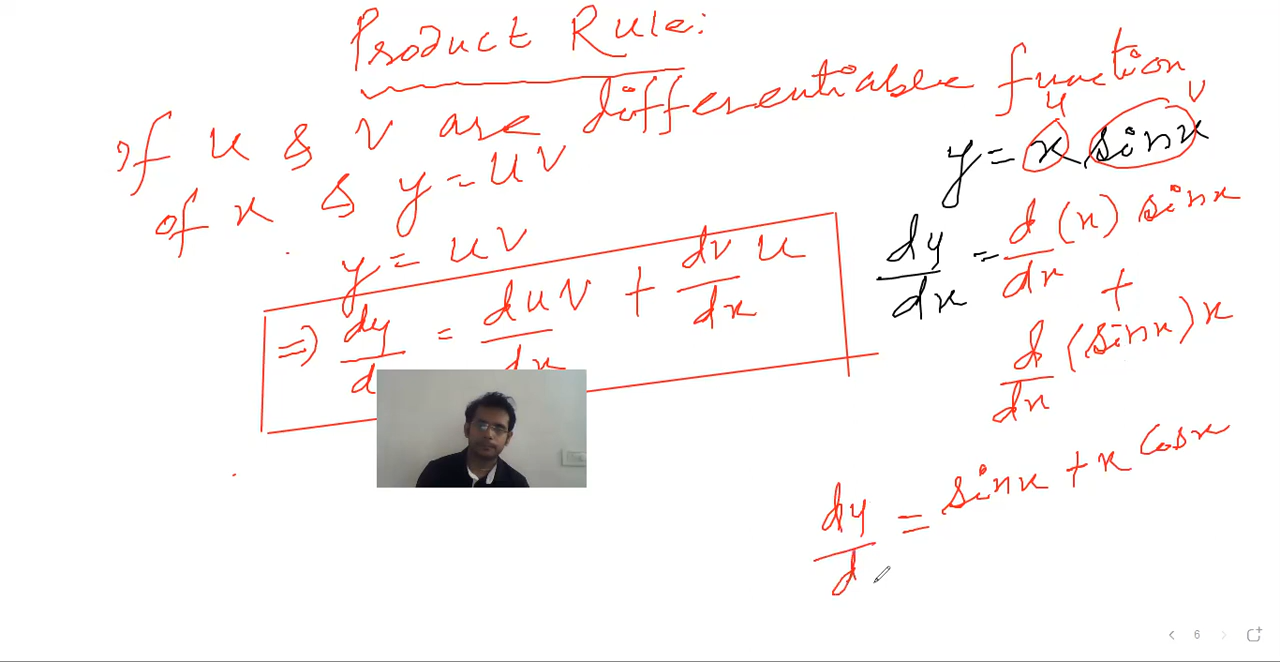 Product Rule:
If u & v are differentiable function
of x & y = uv
y = uv
=> dy/d = du/dx v + dv/dx u
u v
y = x sinx
dy/dx = d/dx (x) sinx
+
d/dx (sinx) x
dy/d = sinx + x cosx
6